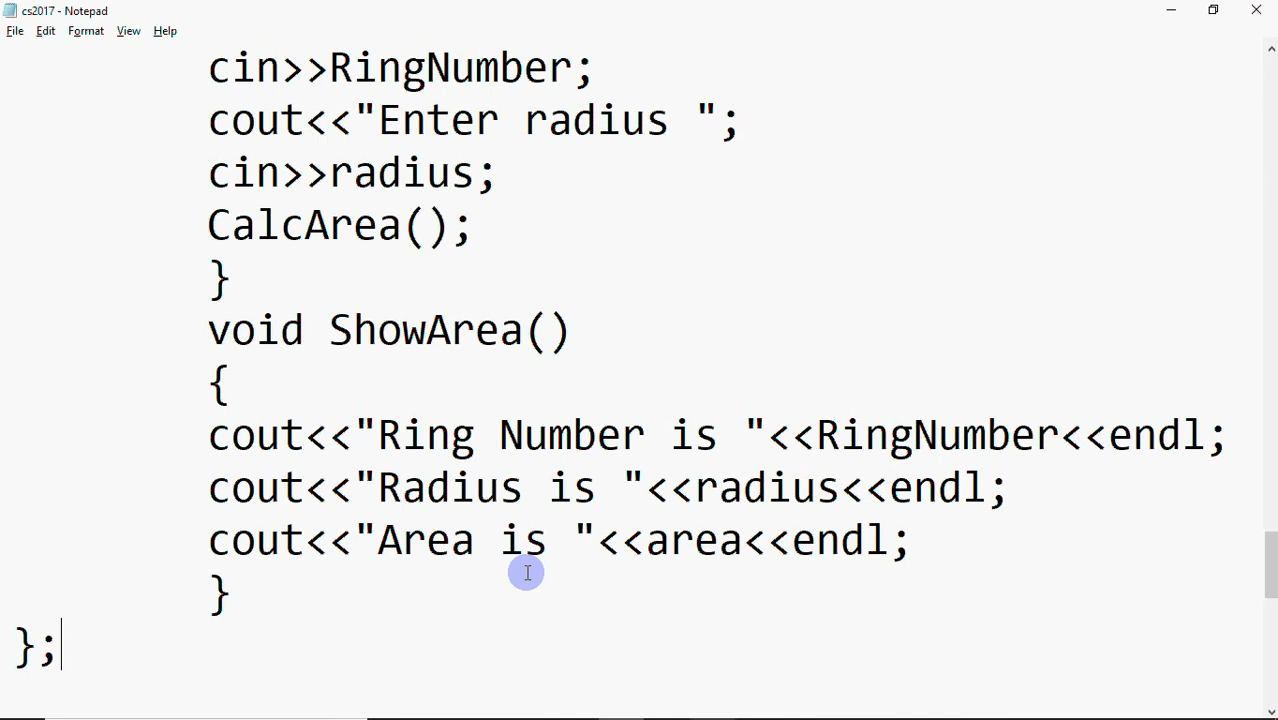 cs2017 - Notepad
File Edit Format View Help
cin>>RingNumber;
cout<<"Enter radius ";
cin>>radius;
CalcArea();
}
void ShowArea()
{
cout<<"Ring Number is "<<RingNumber<<endl;
cout<<"Radius is "<<radius<<endl;
cout<<"Area is "<<area<<endl;
}
};